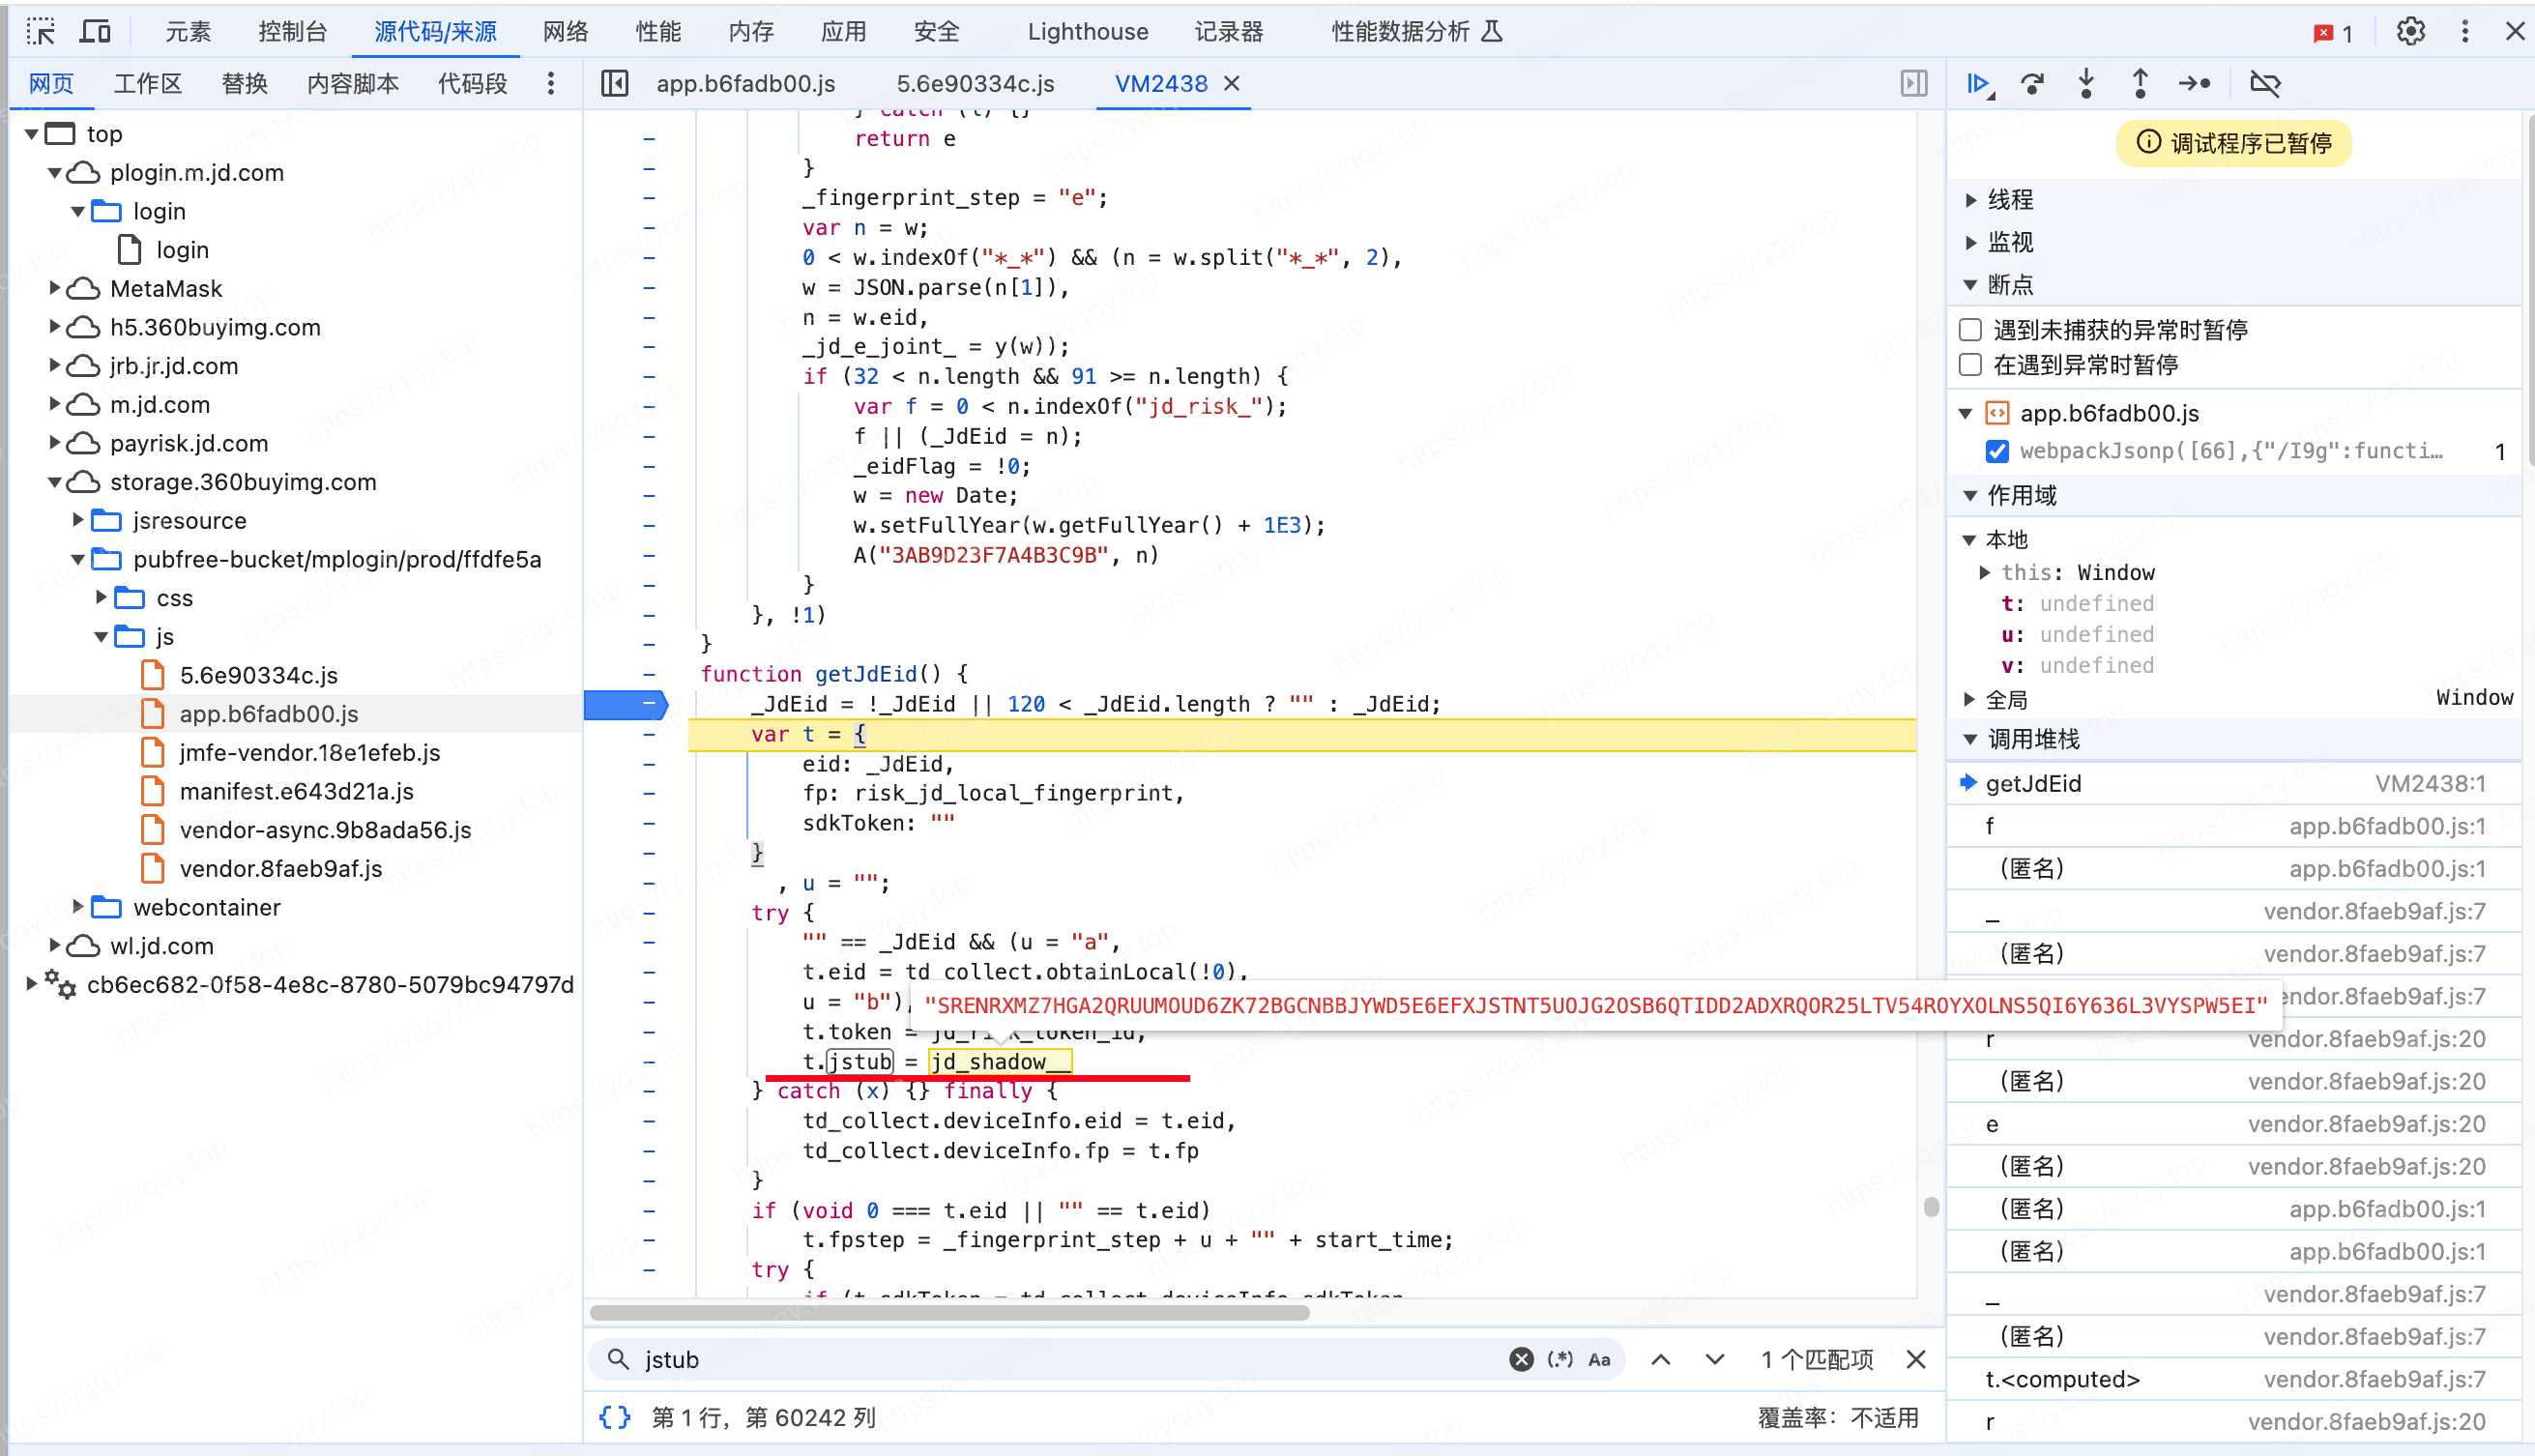 元素 控制台 源代码/来源 网络 性能 内存 应用 安全 Lighthouse 记录器 性能数据分析 1
网页 工作区 替换 内容脚本 代码段
app.b6fadb00.js 5.6e90334c.js VM2438
top
plogin.m.jd.com
login
login
MetaMask
h5.360buyimg.com
jrb.jr.jd.com
m.jd.com
payrisk.jd.com
storage.360buyimg.com
jsresource
pubfree-bucket/mplogin/prod/ffdfe5a
css
js
5.6e90334c.js
app.b6fadb00.js
jmfe-vendor.18e1efeb.js
manifest.e643d21a.js
vendor-async.9b8ada56.js
vendor.8faeb9af.js
webcontainer
wl.jd.com
cb6ec682-0f58-4e8c-8780-5079bc94797d
} catch (t) {}
return e
}
_fingerprint_step = "e";
var n = w;
0 < w.indexOf("*_*") && (n = w.split("*_*", 2),
w = JSON.parse(n[1]),
n = w.eid,
_jd_e_joint_ = y(w));
if (32 < n.length && 91 >= n.length) {
var f = 0 < n.indexOf("jd_risk_");
f || (_JdEid = n);
_eidFlag = !0;
w = new Date;
w.setFullYear(w.getFullYear() + 1E3);
A("3AB9D23F7A4B3C9B", n)
}
}, !1)
}
function getJdEid() {
_JdEid = !_JdEid || 120 < _JdEid.length ? "" : _JdEid;
var t = {
eid: _JdEid,
fp: risk_jd_local_fingerprint,
sdkToken: ""
}
, u = "";
try {
"" == _JdEid && (u = "a",
t.eid = td_collect.obtainLocal(!0),
u = "b"),
"SRENRXMZ7HGA2QRUUMOUD6ZK72BGCNBBJYWD5E6EFXJSTNT5UOJG2OSB6QTIDD2ADXRQOR25LTV54ROYXOLNS5QI6Y636L3VYSPW5EI"
t.token = jd_risk_token_id,
t.jstub = jd_shadow__
} catch (x) {} finally {
td_collect.deviceInfo.eid = t.eid,
td_collect.deviceInfo.fp = t.fp
}
if (void 0 === t.eid || "" == t.eid)
t.fpstep = _fingerprint_step + u + "" + start_time;
try {
if (t.sdkToken = td_collect.deviceInfo.sdkToken
jstub (.*) Aa 1 个匹配项
{} 第 1 行，第 60242 列 覆盖率：不适用
调试程序已暂停
线程
监视
断点
遇到未捕获的异常时暂停
在遇到异常时暂停
app.b6fadb00.js
webpackJsonp([66],{"/I9g":functi… 1
作用域
本地
this: Window
t: undefined
u: undefined
v: undefined
全局 Window
调用堆栈
getJdEid VM2438:1
f app.b6fadb00.js:1
(匿名) app.b6fadb00.js:1
_ vendor.8faeb9af.js:7
(匿名) vendor.8faeb9af.js:7
endor.8faeb9af.js:7
r vendor.8faeb9af.js:20
(匿名) vendor.8faeb9af.js:20
e vendor.8faeb9af.js:20
(匿名) vendor.8faeb9af.js:20
(匿名) app.b6fadb00.js:1
(匿名) app.b6fadb00.js:1
_ vendor.8faeb9af.js:7
(匿名) vendor.8faeb9af.js:7
t.<computed> vendor.8faeb9af.js:7
r vendor.8faeb9af.js:20
https://yqqy.top